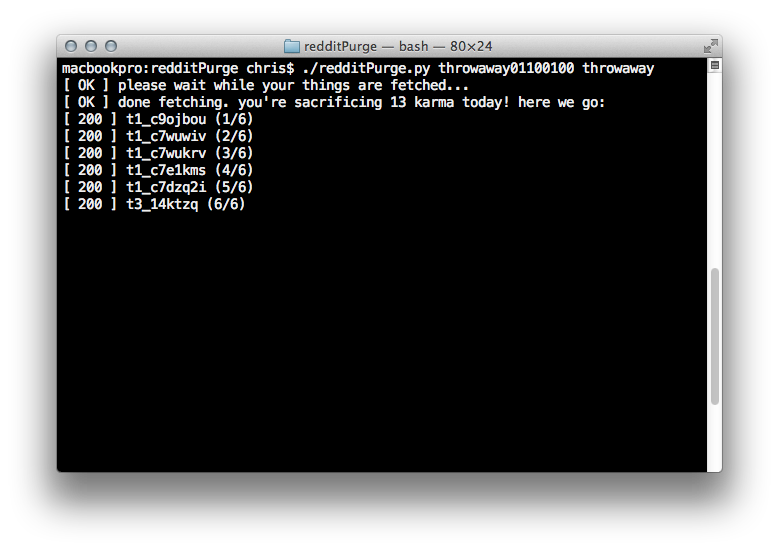 redditPurge — bash — 80×24
macbookpro:redditPurge chris$ ./redditPurge.py throwaway01100100 throwaway
[ OK ] please wait while your things are fetched...
[ OK ] done fetching. you're sacrificing 13 karma today! here we go:
[ 200 ] t1_c9ojbou (1/6)
[ 200 ] t1_c7wuwiv (2/6)
[ 200 ] t1_c7wukrv (3/6)
[ 200 ] t1_c7e1kms (4/6)
[ 200 ] t1_c7dzq2i (5/6)
[ 200 ] t3_14ktzq (6/6)